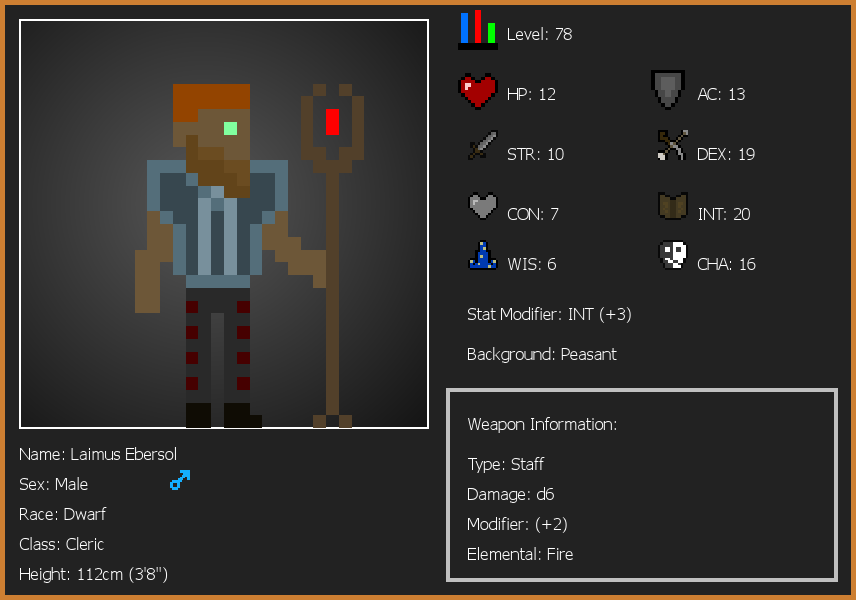 Level: 78
HP: 12
AC: 13
STR: 10
DEX: 19
CON: 7
INT: 20
WIS: 6
CHA: 16
Stat Modifier: INT (+3)
Background: Peasant
Weapon Information:
Type: Staff
Damage: d6
Modifier: (+2)
Elemental: Fire
Name: Laimus Ebersol
Sex: Male
Race: Dwarf
Class: Cleric
Height: 112cm (3'8")